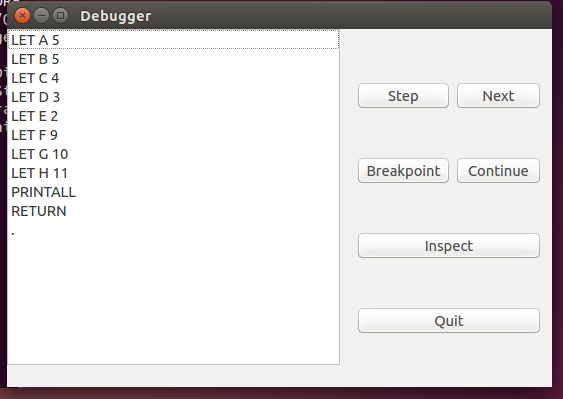 Debugger
LET A 5
LET B 5
LET C 4
LET D 3
LET E 2
LET F 9
LET G 10
LET H 11
PRINTALL
RETURN
.
Step Next
Breakpoint Continue
Inspect
Quit